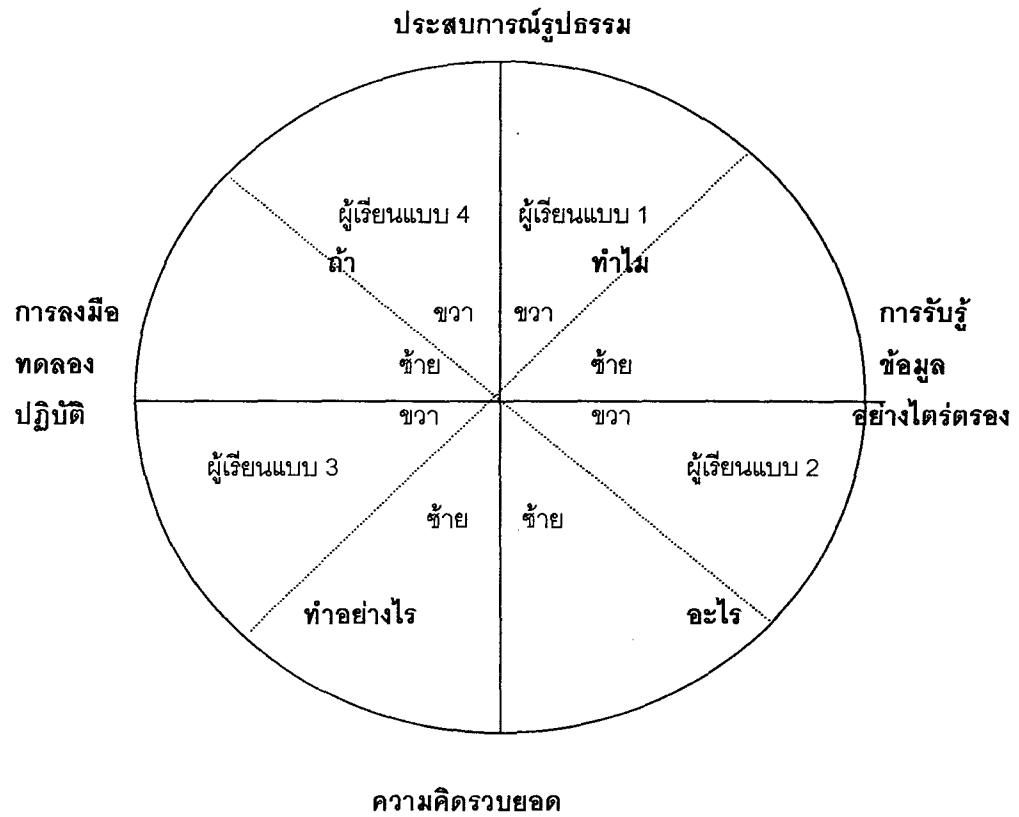 ประสบการณ์รูปธรรม
ผู้เรียนแบบ 4 ผู้เรียนแบบ 1
ถ้า ทำไม
การลงมือ ขวา ขวา การรับรู้
ทดลอง ซ้าย ซ้าย ข้อมูล
ปฏิบัติ ขวา ขวา อย่างไตร่ตรอง
ผู้เรียนแบบ 3 ผู้เรียนแบบ 2
ซ้าย ซ้าย
ทำอย่างไร อะไร
ความคิดรวบยอด